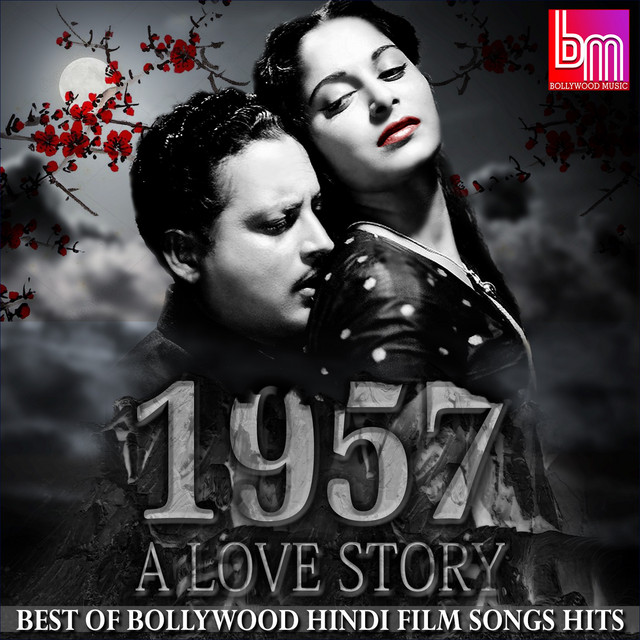 bm
BOLLYWOOD MUSIC
1957
A LOVE STORY
BEST OF BOLLYWOOD HINDI FILM SONGS HITS